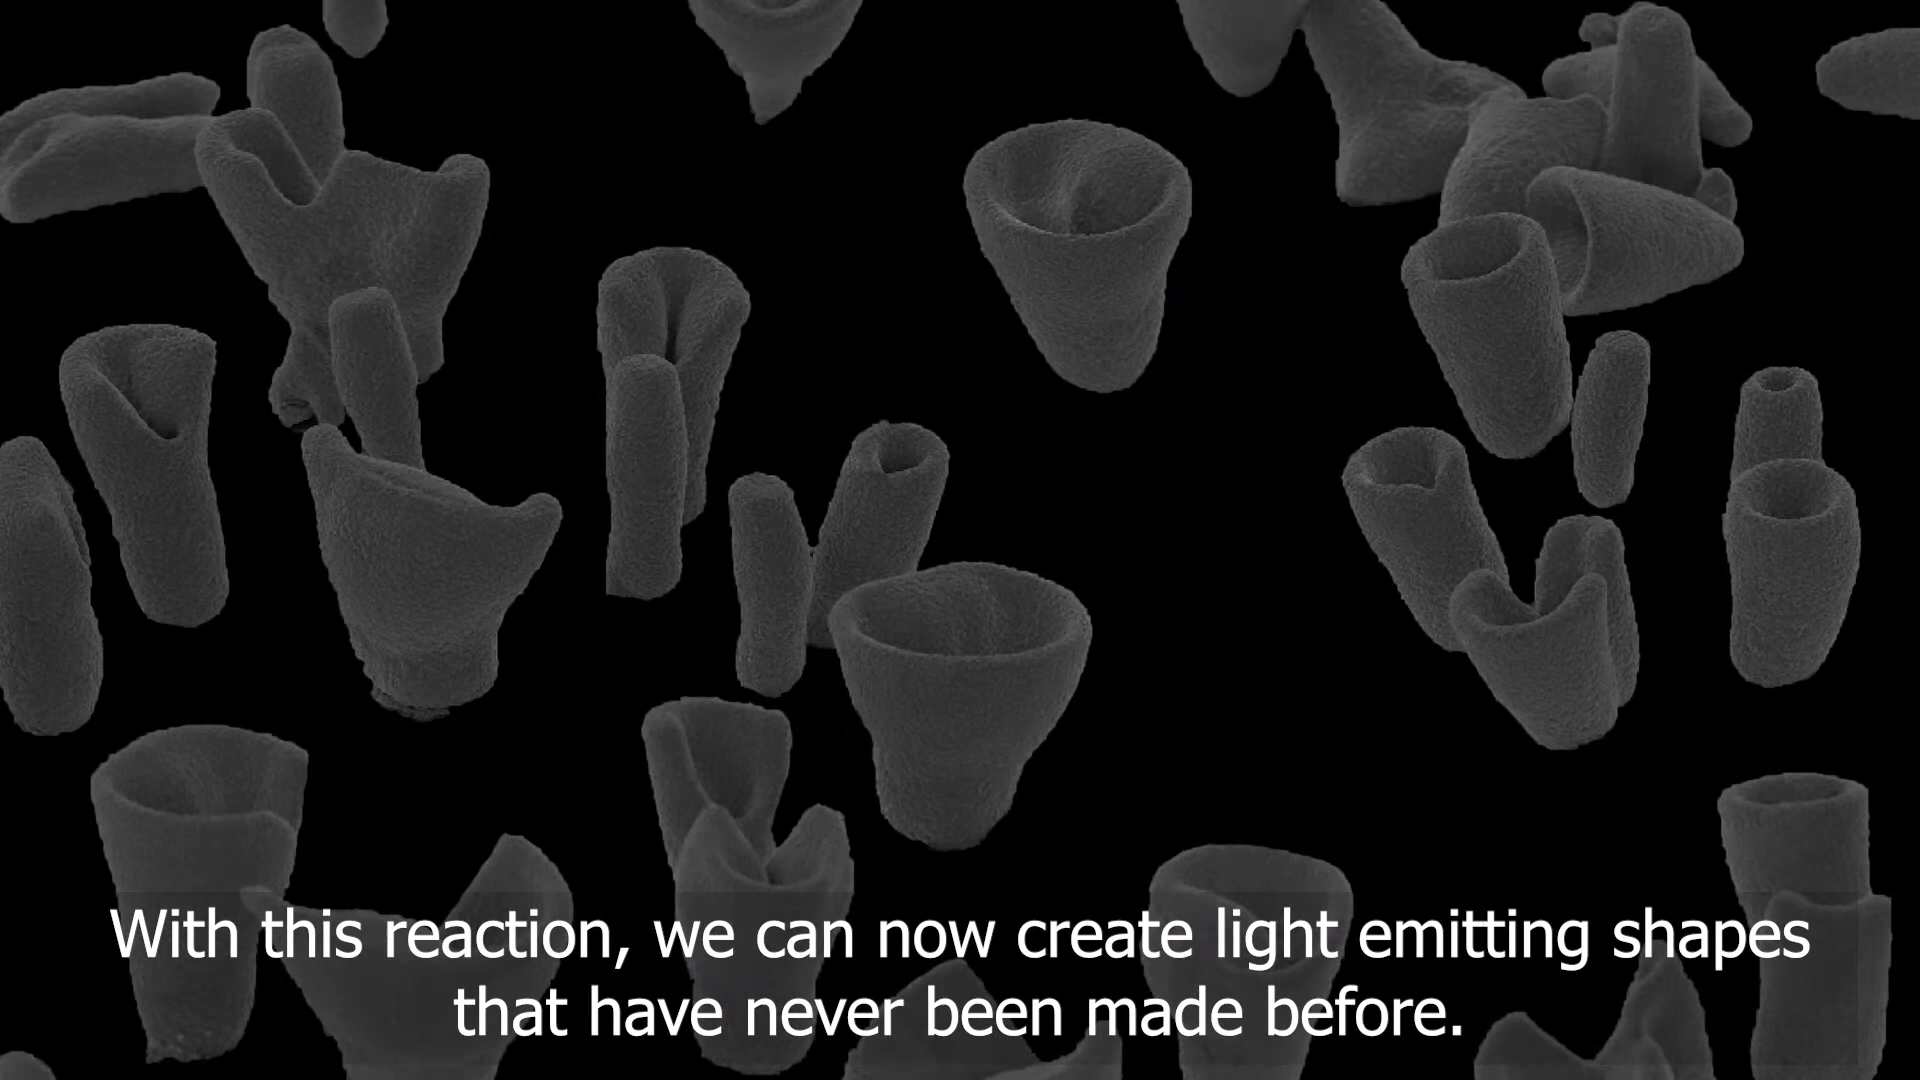 With this reaction, we can now create light emitting shapes
that have never been made before.